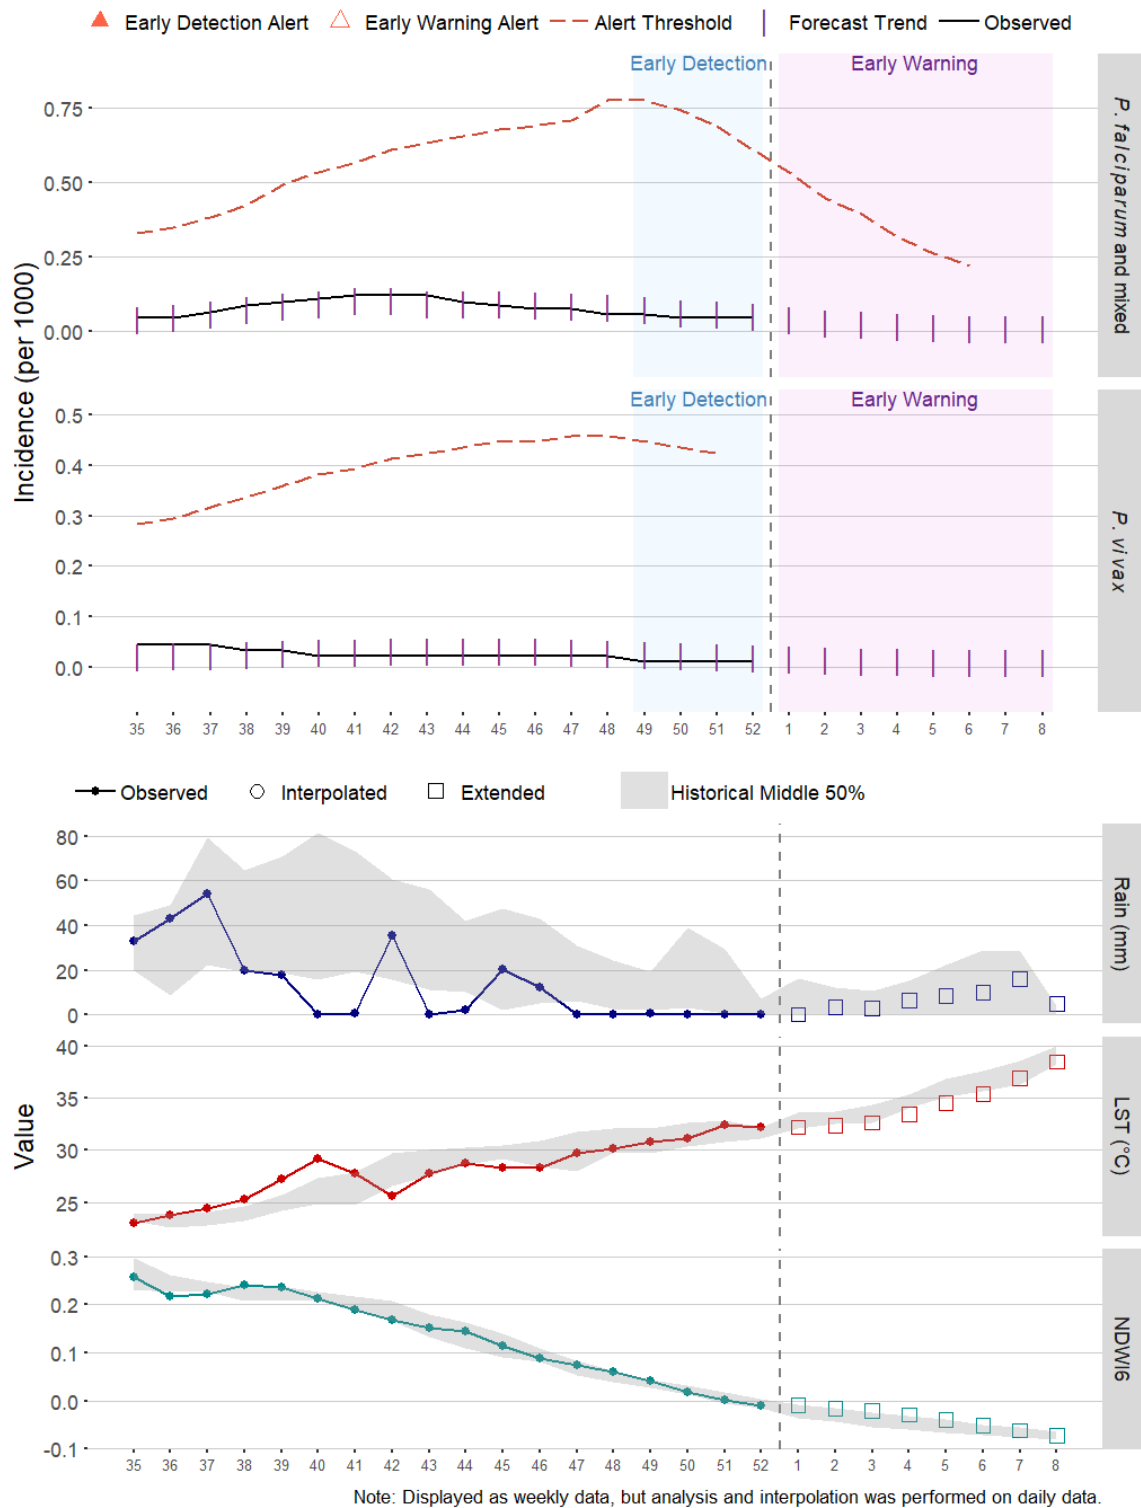 Early Detection Alert Early Warning Alert Alert Threshold Forecast Trend Observed
Early Detection Early Warning
0.75
0.50
0.25
0.00
P. falciparum and mixed
Incidence (per 1000)
Early Detection Early Warning
0.5
0.4
0.3
0.2
0.1
0.0
P. vivax
35 36 37 38 39 40 41 42 43 44 45 46 47 48 49 50 51 52 1 2 3 4 5 6 7 8
Observed Interpolated Extended Historical Middle 50%
80
60
40
20
0
Rain (mm)
40
35
30
25
LST (°C)
Value
0.3
0.2
0.1
0.0
-0.1
NDWI6
35 36 37 38 39 40 41 42 43 44 45 46 47 48 49 50 51 52 1 2 3 4 5 6 7 8
Note: Displayed as weekly data, but analysis and interpolation was performed on daily data.